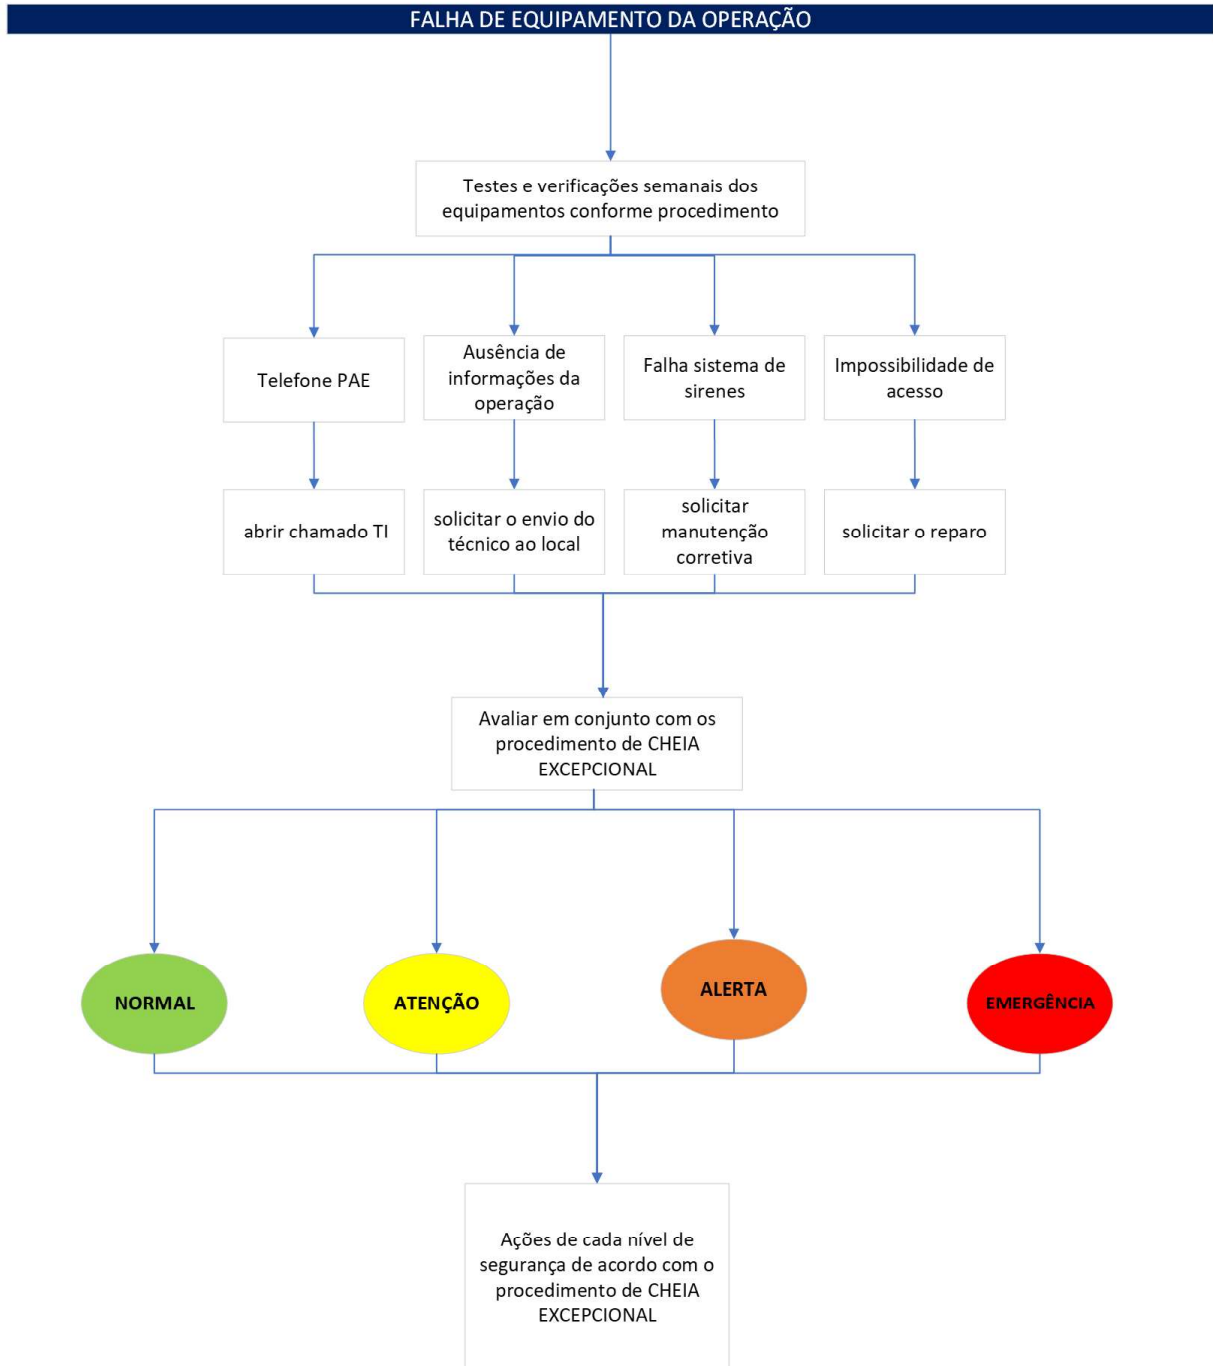 FALHA DE EQUIPAMENTO DA OPERAÇÃO
Testes e verificações semanais dos
equipamentos conforme procedimento
Telefone PAE
Ausência de
informações da
operação
Falha sistema de
sirenes
Impossibilidade de
acesso
abrir chamado TI
solicitar o envio do
técnico ao local
solicitar
manutenção
corretiva
solicitar o reparo
Avaliar em conjunto com os
procedimento de CHEIA
EXCEPCIONAL
NORMAL
ATENÇÃO
ALERTA
EMERGÊNCIA
Ações de cada nível de
segurança de acordo com o
procedimento de CHEIA
EXCEPCIONAL